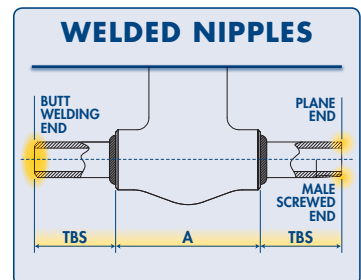 WELDED NIPPLES
BUTT
WELDING
END
PLANE
END
MALE
SCREWED
END
TBS
A
TBS